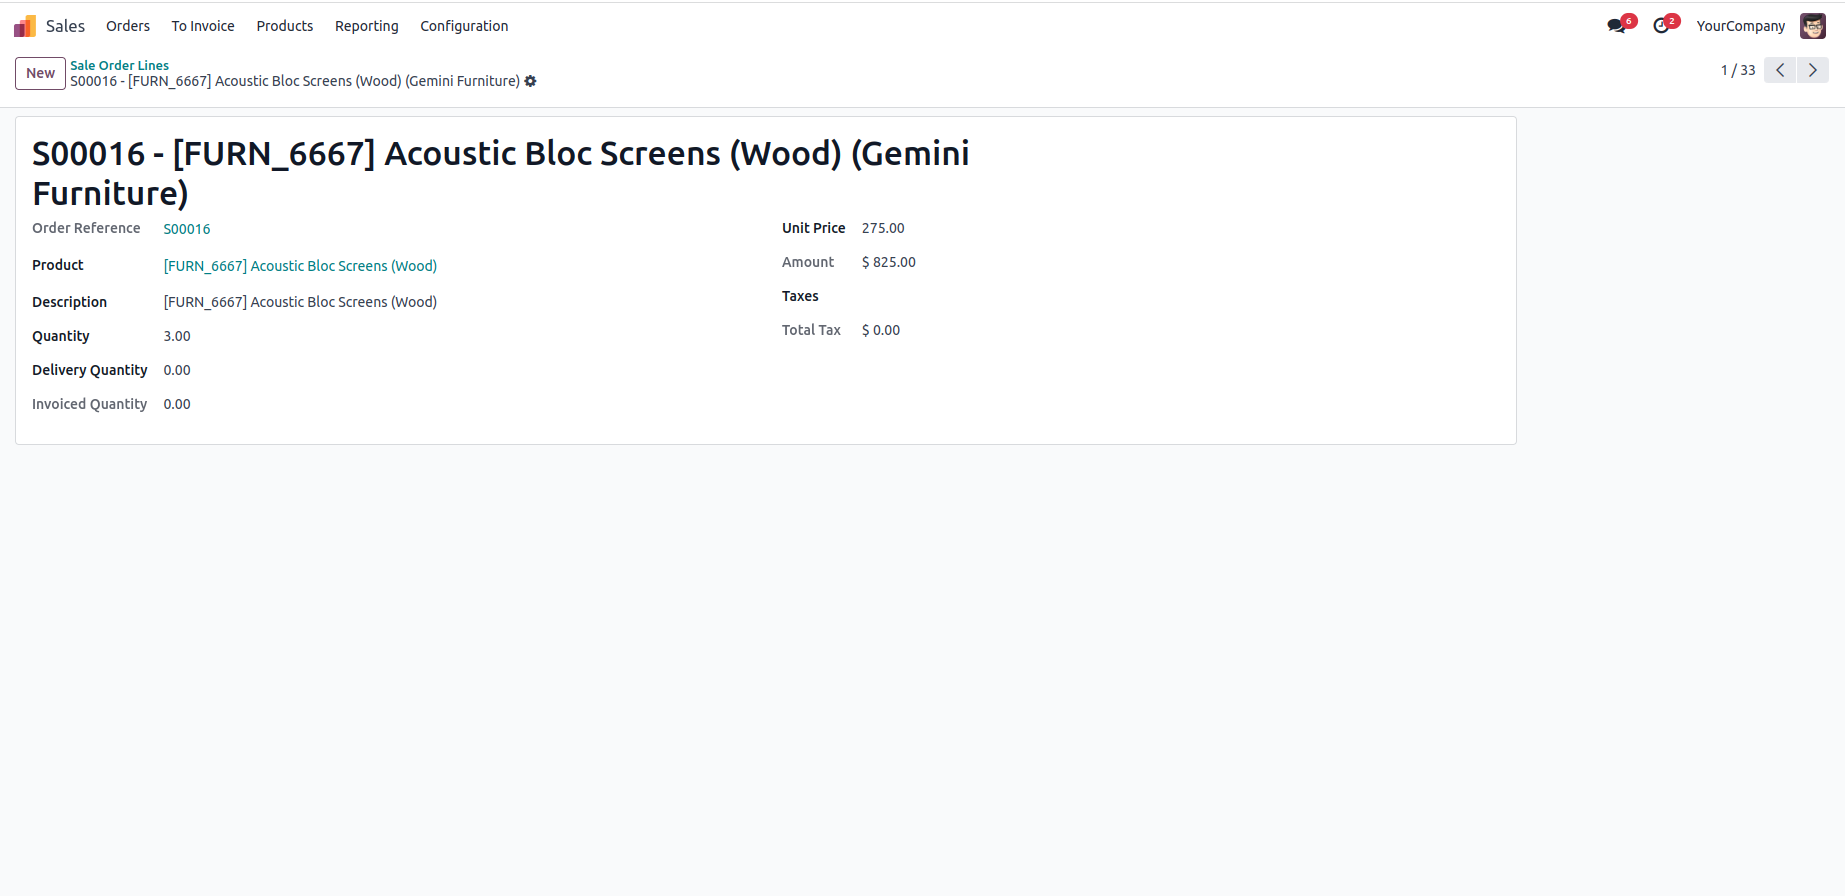 Sales Orders To Invoice Products Reporting Configuration 6 2 YourCompany
New Sale Order Lines
S00016 - [FURN_6667] Acoustic Bloc Screens (Wood) (Gemini Furniture) 1 / 33
S00016 - [FURN_6667] Acoustic Bloc Screens (Wood) (Gemini
Furniture)
Order Reference S00016
Product [FURN_6667] Acoustic Bloc Screens (Wood)
Description [FURN_6667] Acoustic Bloc Screens (Wood)
Quantity 3.00
Delivery Quantity 0.00
Invoiced Quantity 0.00
Unit Price 275.00
Amount $ 825.00
Taxes
Total Tax $ 0.00